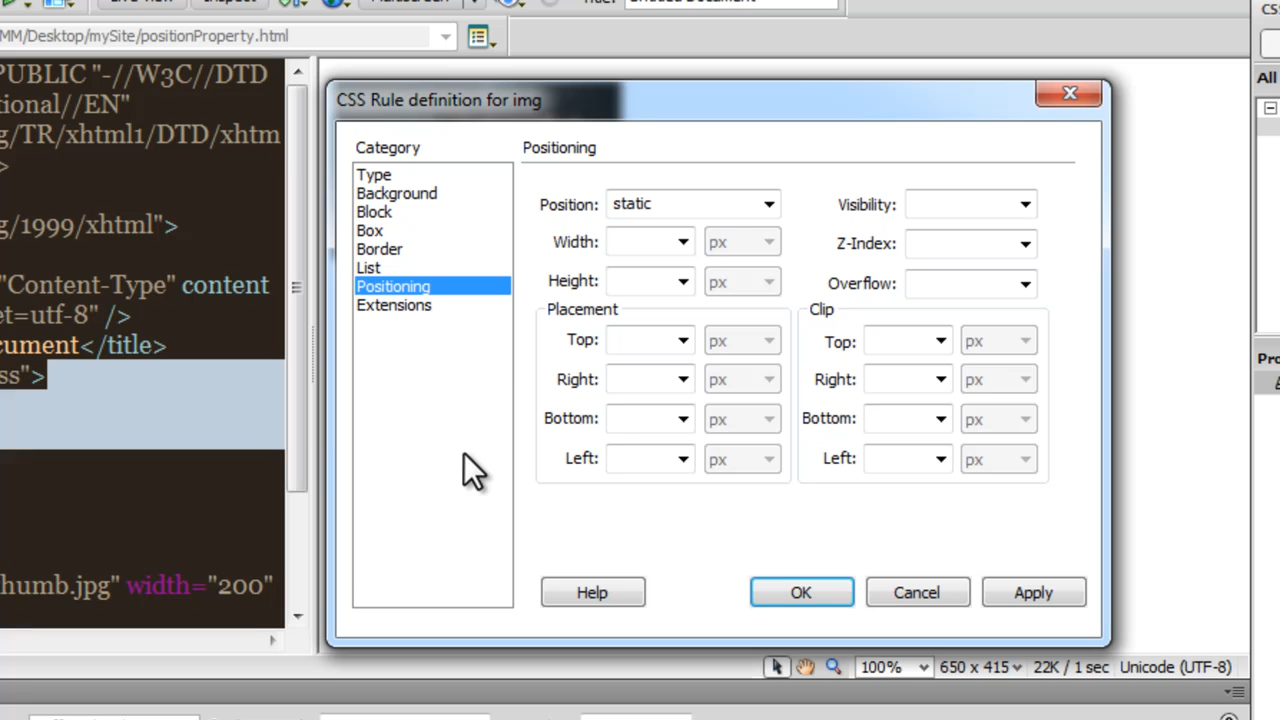 MM/Desktop/mySite/positionProperty.html
CSS
All
PUBLIC "-//W3C//DTD
tional//EN"
g/TR/xhtml1/DTD/xhtm
>
g/1999/xhtml">
"Content-Type" content
et=utf-8" />
cument</title>
ss">
humb.jpg" width="200"
CSS Rule definition for img
Category
Type
Background
Block
Box
Border
List
Positioning
Extensions
Positioning
Position: static
Width: px
Height: px
Visibility:
Z-Index:
Overflow:
Placement
Top: px
Right: px
Bottom: px
Left: px
Clip
Top: px
Right: px
Bottom: px
Left: px
Help OK Cancel Apply
Pro
100% 650 x 415 22K / 1 sec Unicode (UTF-8)